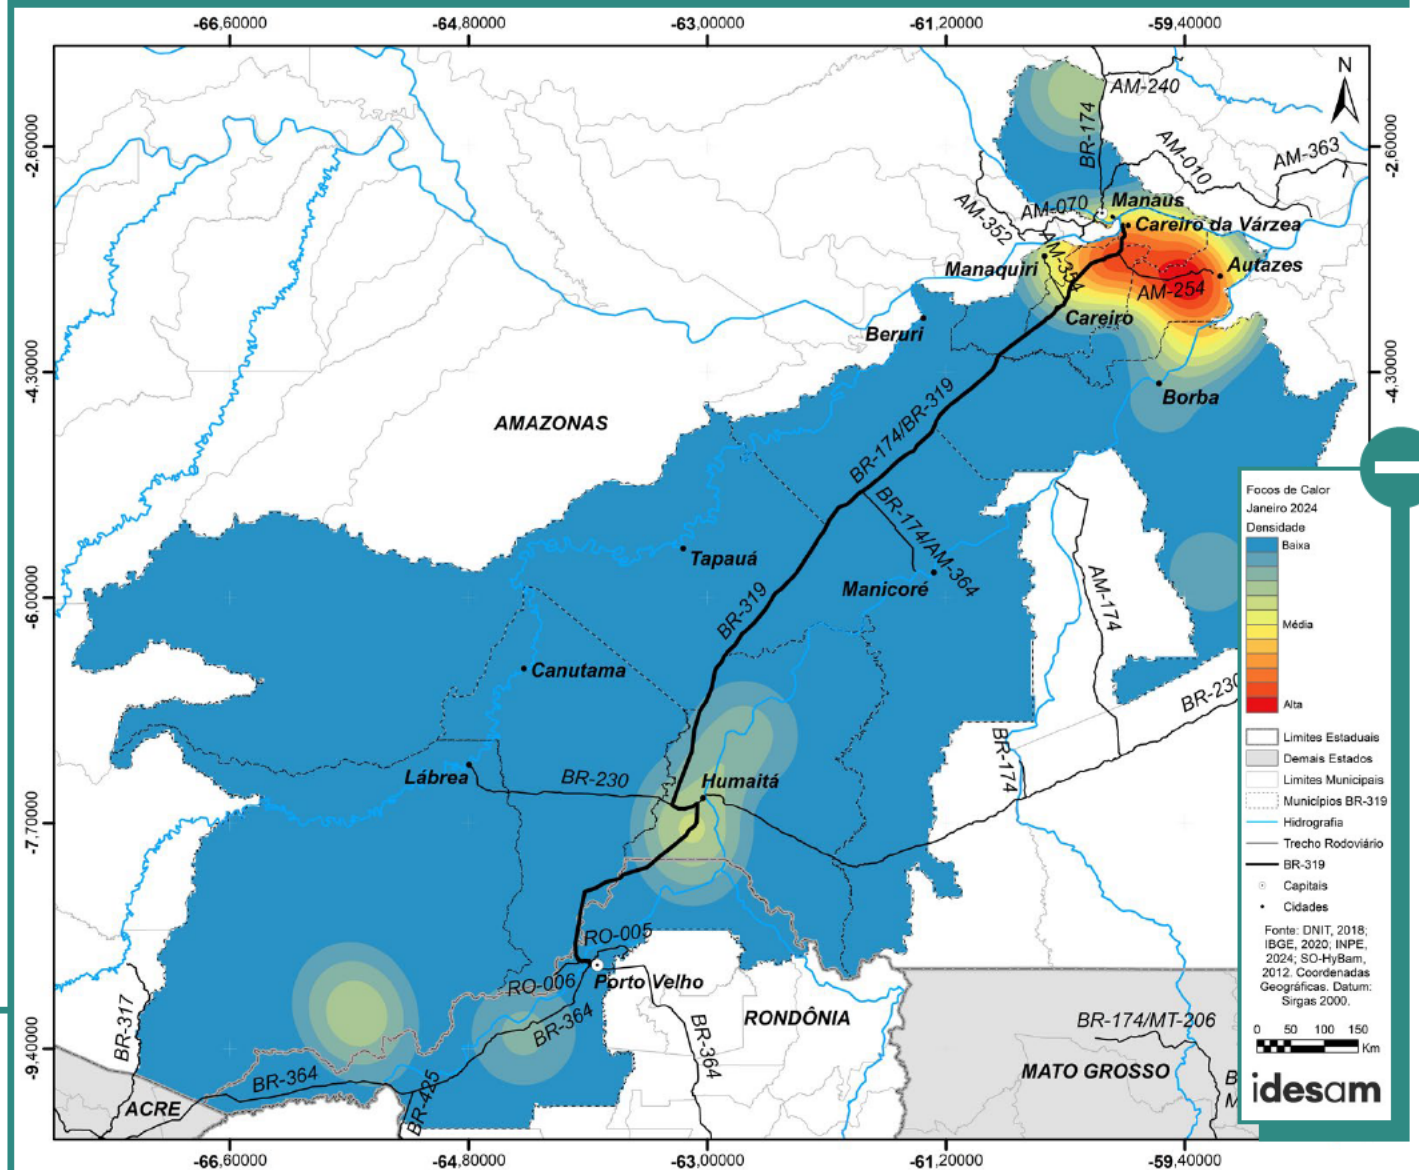 -66,60000
-64,80000
-63,00000
-61,20000
-59,40000
N
AM-240
BR-174
AM-010
AM-363
-2,60000
-2,60000
AM-070
Manaus
AM-352
Careiro da Várzea
AM-354
Manaquiri
Autazes
AM-254
Careiro
Beruri
-4,30000
-4,30000
Borba
AMAZONAS
BR-174/BR-319
BR-174/AM-364
Tapauá
Manicoré
AM-174
-6,00000
BR-319
Canutama
BR-230
BR-174
Lábrea
BR-230
Humaitá
-7,70000
RO-005
RO-006
Porto Velho
BR-364
BR-364
RONDÔNIA
BR-317
BR-174/MT-206
-9,40000
BR-364
BR-425
ACRE
MATO GROSSO
B
M
Focos de Calor
Janeiro 2024
Densidade
Baixa
Média
Alta
Limites Estaduais
Demais Estados
Limites Municipais
Municípios BR-319
Hidrografia
Trecho Rodoviário
BR-319
Capitais
Cidades
Fonte: DNIT, 2018;
IBGE, 2020; INPE,
2024; SO-HyBam,
2012. Coordenadas
Geográficas. Datum:
Sirgas 2000.
0 50 100 150
Km
idesam
-66,60000
-64,80000
-63,00000
-61,20000
-59,40000